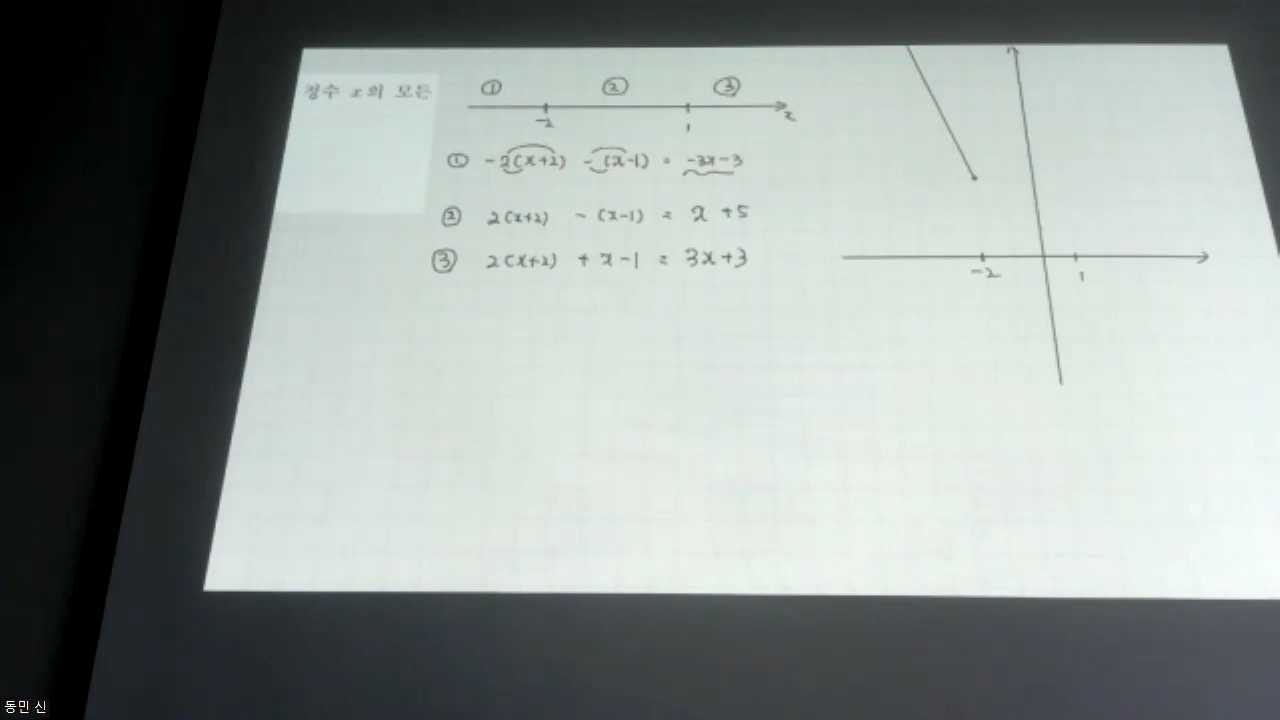 정수 x의 모든
① ② ③
-2 1 x
① -2(x+2) -(x-1) = -3x-3
② 2(x+2) - (x-1) = x+5
③ 2(x+2) + x-1 = 3x+3
-2 1
동민 신